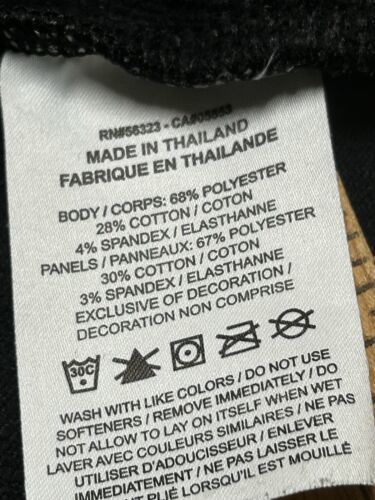 RN#56323 - CA#05553
MADE IN THAILAND
FABRIQUE EN THAILANDE
BODY / CORPS: 68% POLYESTER
28% COTTON / COTON
4% SPANDEX / ELASTHANNE
PANELS / PANNEAUX: 67% POLYESTER
30% COTTON / COTON
3% SPANDEX / ELASTHANNE
EXCLUSIVE OF DECORATION /
DECORATION NON COMPRISE
30C
WASH WITH LIKE COLORS / DO NOT USE
SOFTENERS / REMOVE IMMEDIATELY / DO
NOT ALLOW TO LAY ON ITSELF WHEN WET
LAVER AVEC COULEURS SIMILAIRES / NE PAS
UTILISER D'ADOUCISSEUR / ENLEVER
IMMEDIATEMENT / NE PAS LAISSER LE
PLIÉ LORSQU'IL EST MOUILLÉ